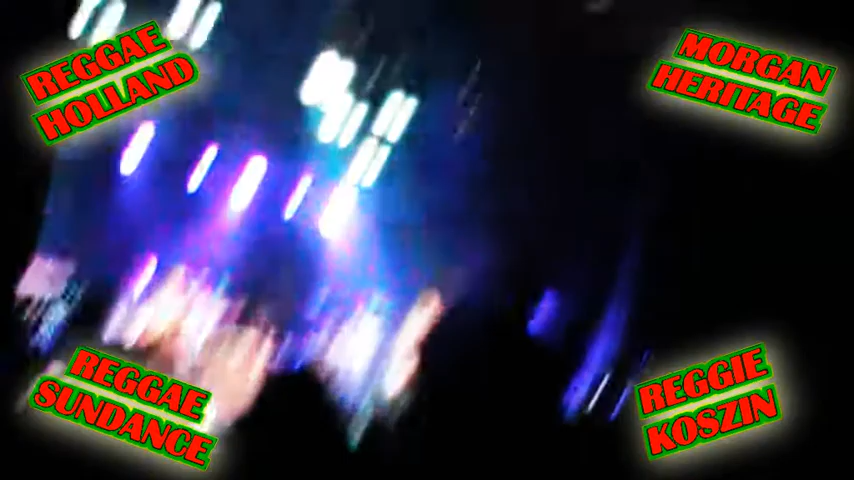 REGGAE
HOLLAND
MORGAN
HERITAGE
REGGAE
SUNDANCE
REGGIE
KOSZIN